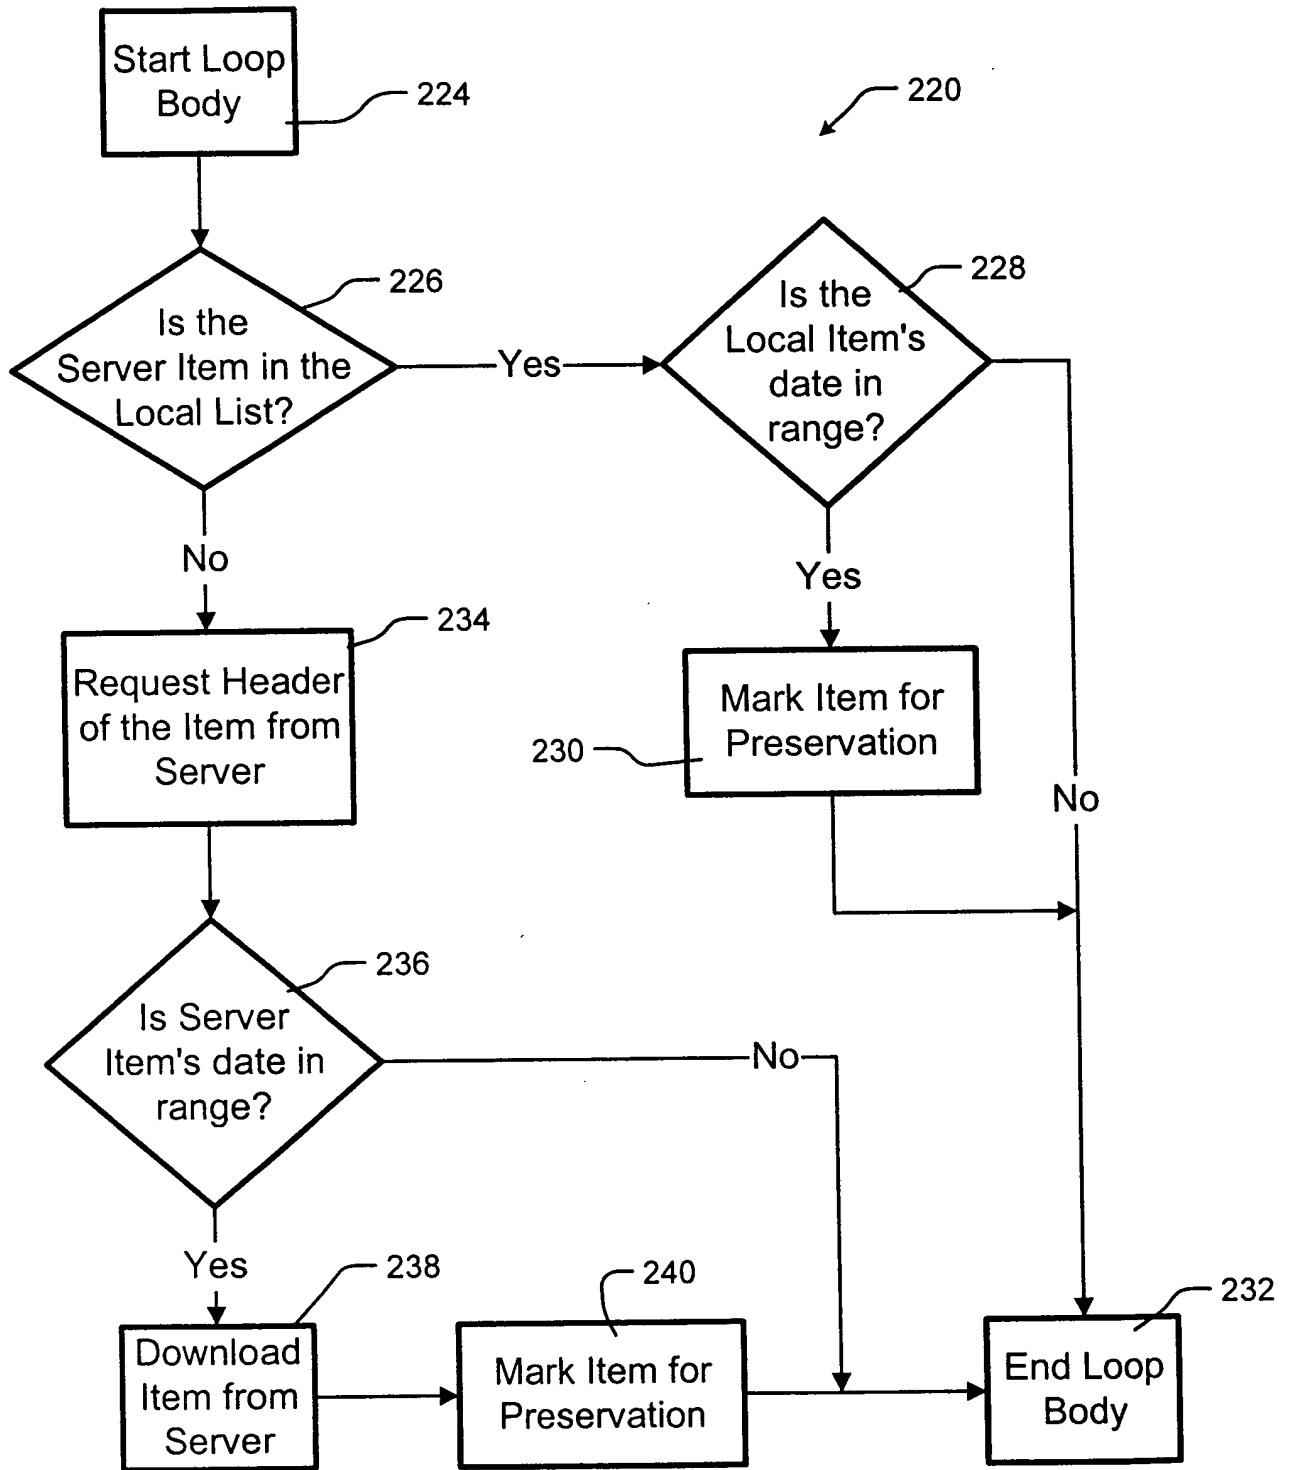 Start Loop
Body
224
220
226
Is the
Server Item in the
Local List?
Yes
228
Is the
Local Item's
date in
range?
No
Yes
234
Request Header
of the Item from
Server
Mark Item for
Preservation
230
No
236
Is Server
Item's date in
range?
No
Yes
238
Download
Item from
Server
240
Mark Item for
Preservation
232
End Loop
Body